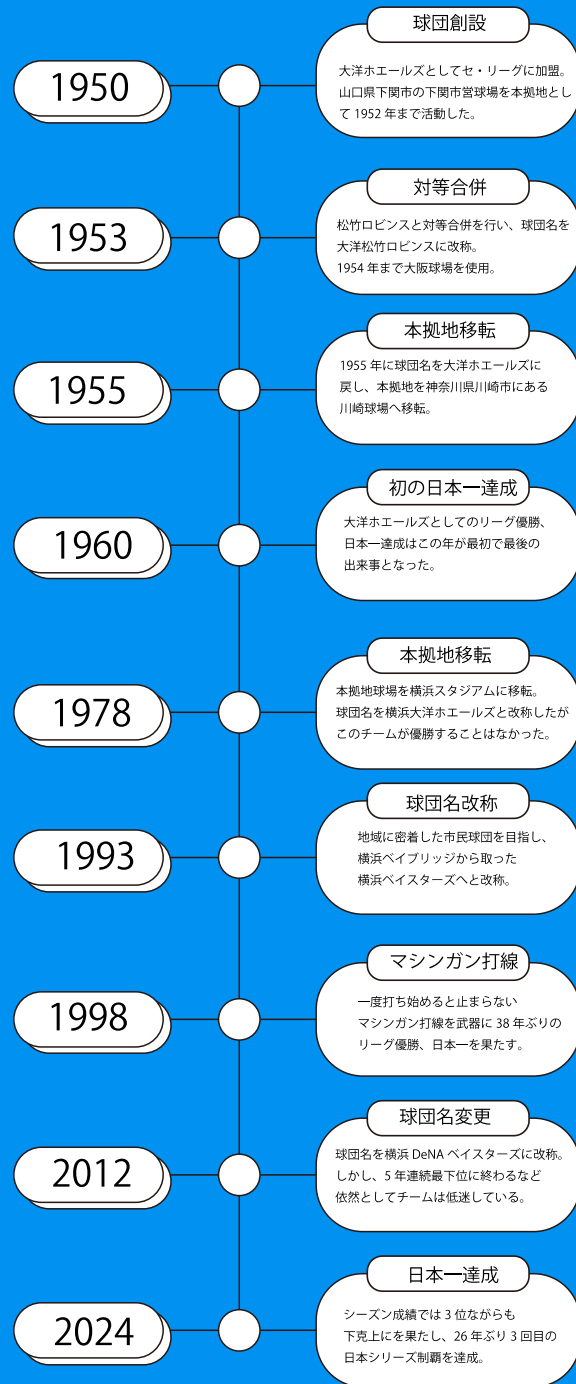 1950
球団創設
大洋ホエールズとしてセ・リーグに加盟。
山口県下関市の下関市営球場を本拠地とし
て 1952 年まで活動した。
1953
対等合併
松竹ロビンスと対等合併を行い、球団名を
大洋松竹ロビンスに改称。
1954 年まで大阪球場を使用。
1955
本拠地移転
1955 年に球団名を大洋ホエールズに
戻し、本拠地を神奈川県川崎市にある
川崎球場へ移転。
1960
初の日本一達成
大洋ホエールズとしてのリーグ優勝、
日本一達成はこの年が最初で最後の
出来事となった。
1978
本拠地移転
本拠地球場を横浜スタジアムに移転。
球団名を横浜大洋ホエールズと改称したが
このチームが優勝することはなかった。
1993
球団名改称
地域に密着した市民球団を目指し、
横浜ベイブリッジから取った
横浜ベイスターズへと改称。
1998
マシンガン打線
一度打ち始めると止まらない
マシンガン打線を武器に 38 年ぶりの
リーグ優勝、日本一を果たす。
2012
球団名変更
球団名を横浜 DeNA ベイスターズに改称。
しかし、5 年連続最下位に終わるなど
依然としてチームは低迷している。
2024
日本一達成
シーズン成績では 3 位ながらも
下克上にを果たし、26 年ぶり 3 回目の
日本シリーズ制覇を達成。